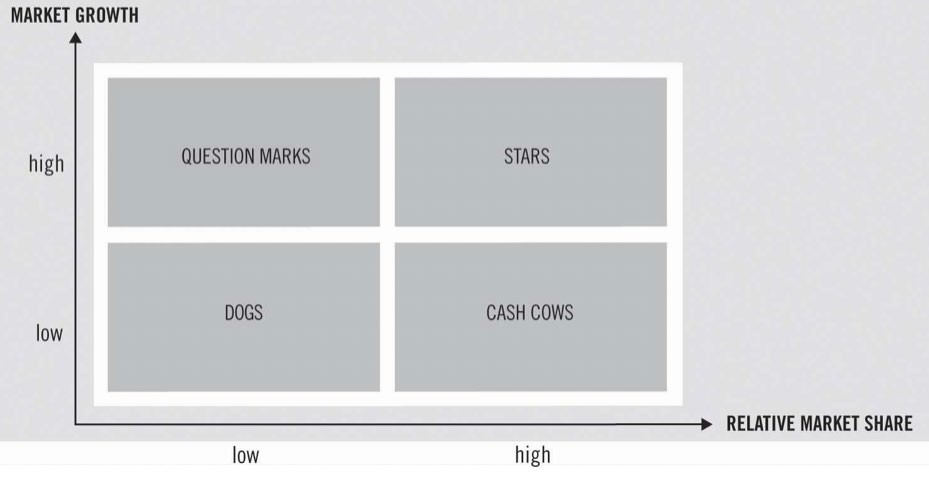 MARKET GROWTH
high
QUESTION MARKS
STARS
low
DOGS
CASH COWS
RELATIVE MARKET SHARE
low
high